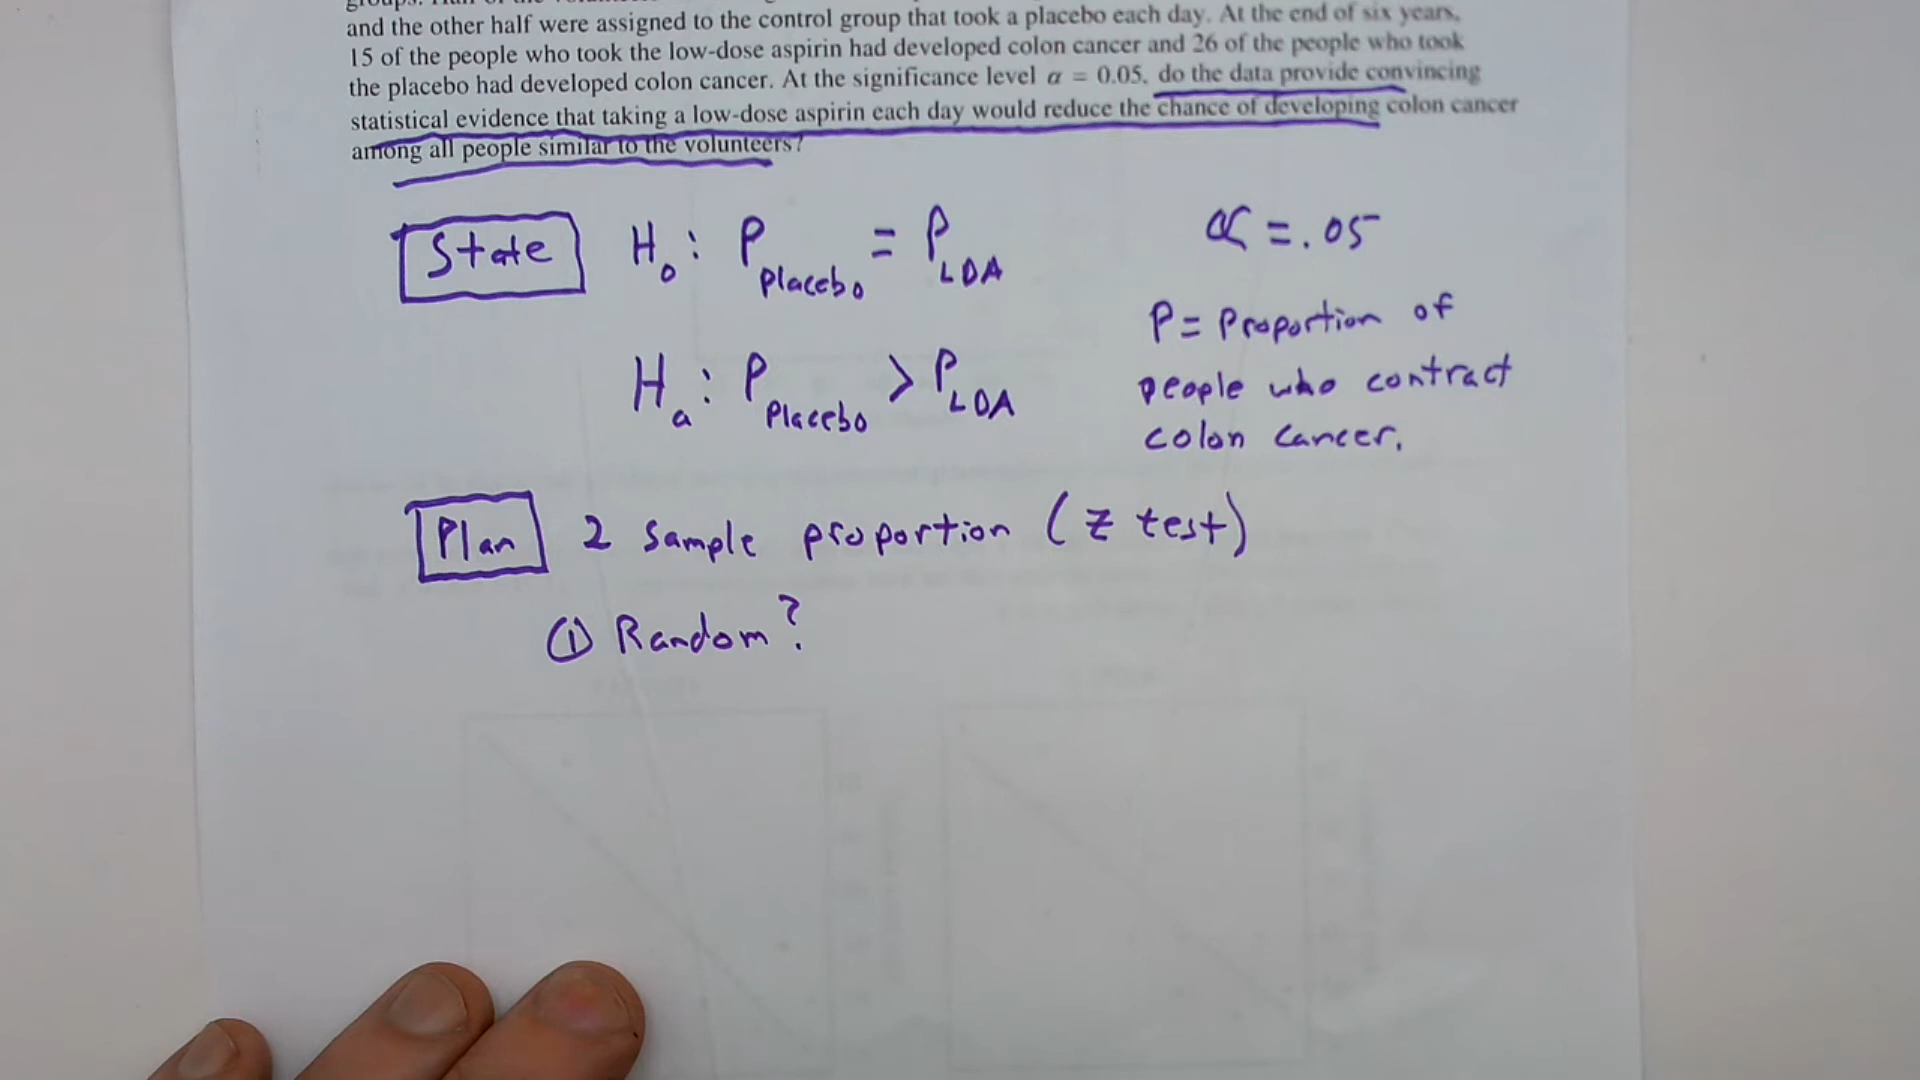 and the other half were assigned to the control group that took a placebo each day. At the end of six years,
15 of the people who took the low-dose aspirin had developed colon cancer and 26 of the people who took
the placebo had developed colon cancer. At the significance level α = 0.05, do the data provide convincing
statistical evidence that taking a low-dose aspirin each day would reduce the chance of developing colon cancer
among all people similar to the volunteers?
State H₀: P Placebo = P LDA
α = .05
Hₐ: P Placebo > P LDA
P = Proportion of
people who contract
colon cancer.
Plan 2 sample proportion (z test)
① Random?